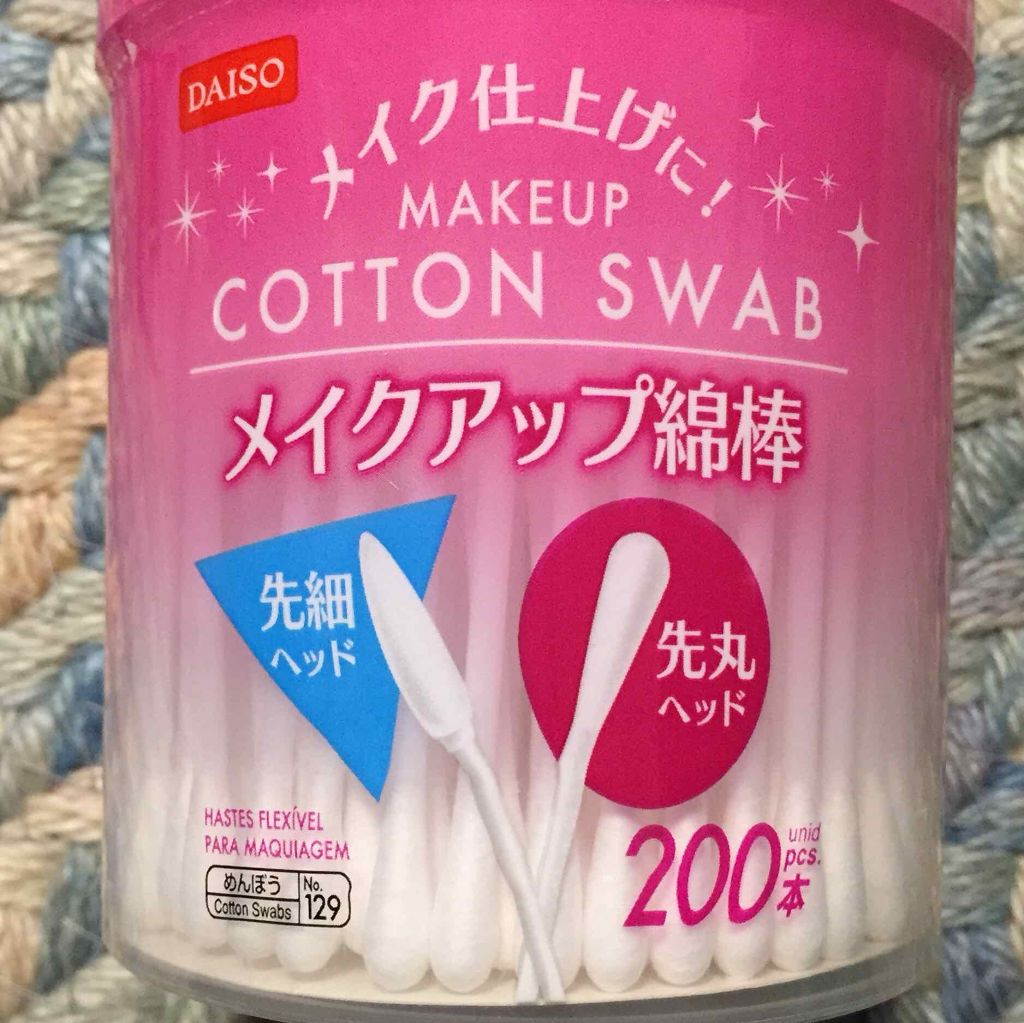 DAISO
メイク仕上げに!
MAKEUP
COTTON SWAB
メイクアップ綿棒
先細
ヘッド
先丸
ヘッド
HASTES FLEXÍVEL
PARA MAQUIAGEM
めんぼう
Cotton Swabs
No.
129
200
unid
pcs.
本